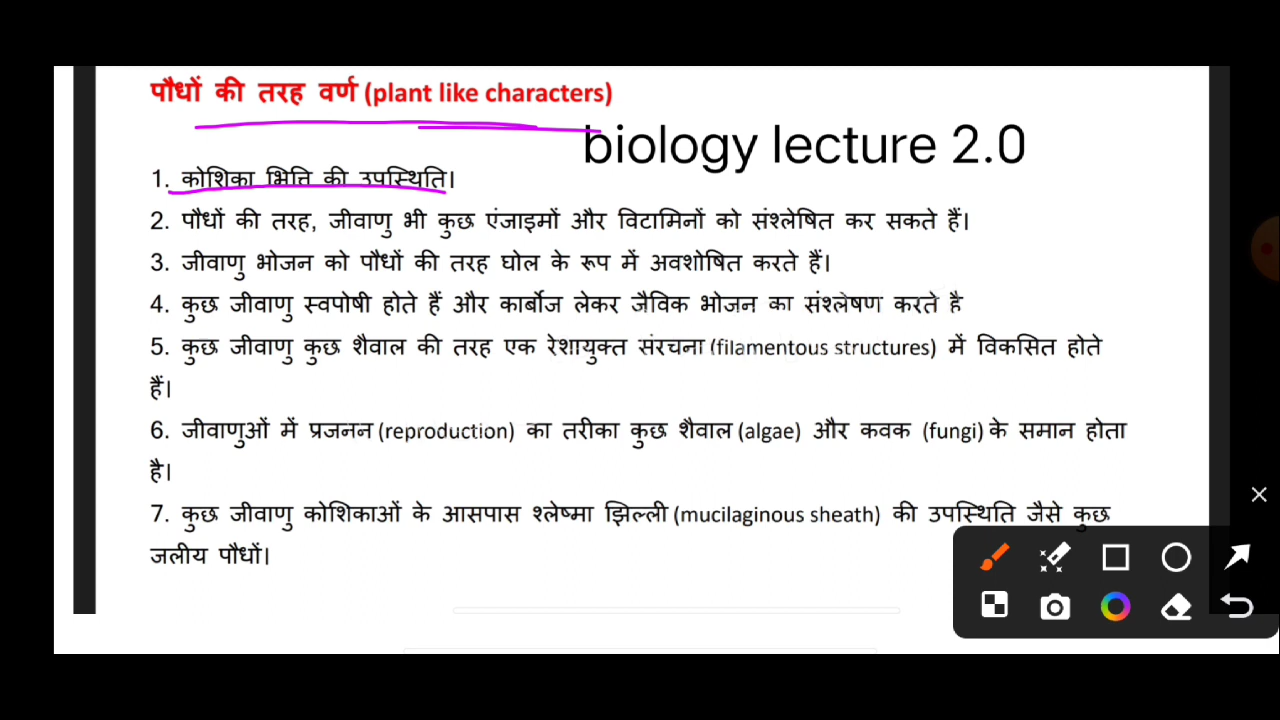 पौधों की तरह वर्ण (plant like characters)
biology lecture 2.0
1. कोशिका भित्ति की उपस्थिति।
2. पौधों की तरह, जीवाणु भी कुछ एंजाइमों और विटामिनों को संश्लेषित कर सकते हैं।
3. जीवाणु भोजन को पौधों की तरह घोल के रूप में अवशोषित करते हैं।
4. कुछ जीवाणु स्वपोषी होते हैं और कार्बोज लेकर जैविक भोजन का संश्लेषण करते है
5. कुछ जीवाणु कुछ शैवाल की तरह एक रेशायुक्त संरचना (filamentous structures) में विकसित होते
हैं।
6. जीवाणुओं में प्रजनन (reproduction) का तरीका कुछ शैवाल (algae) और कवक (fungi) के समान होता
है।
7. कुछ जीवाणु कोशिकाओं के आसपास श्लेष्मा झिल्ली (mucilaginous sheath) की उपस्थिति जैसे कुछ
जलीय पौधों।